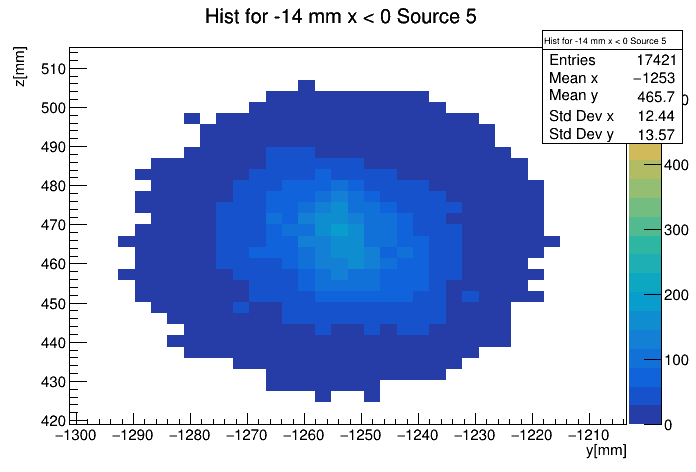 Hist for -14 mm x < 0 Source 5
Hist for -14 mm x < 0 Source 5
Entries 17421
Mean x −1253
Mean y 465.7
Std Dev x 12.44
Std Dev y 13.57
z[mm]
510
500
490
480
470
460
450
440
430
420
−1300 −1290 −1280 −1270 −1260 −1250 −1240 −1230 −1220 −1210
y[mm]
400
300
200
100
0